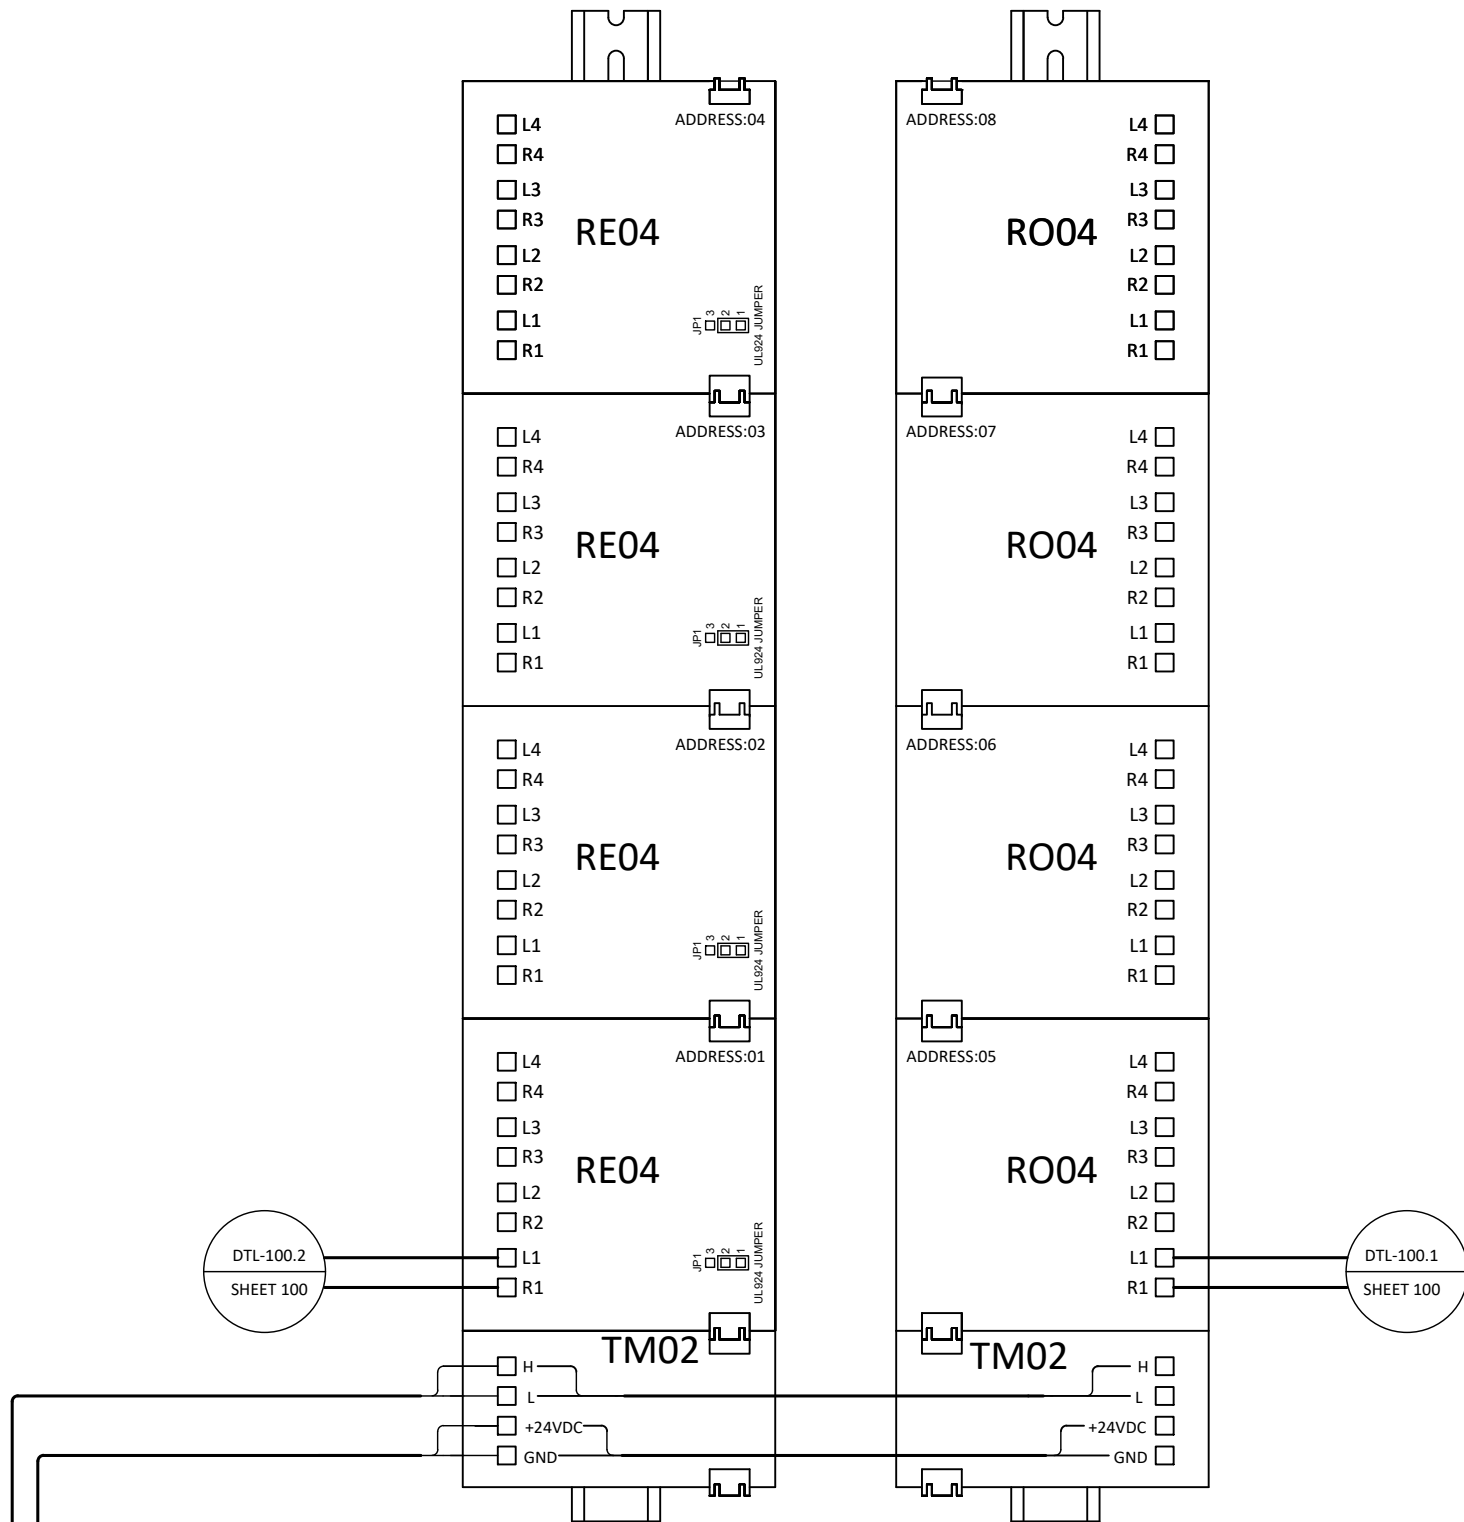 ADDRESS:04
L4
R4
L3
R3
RE04
L2
R2
L1
R1
JP1
3
2
1
UL924 JUMPER
ADDRESS:03
L4
R4
L3
R3
RE04
L2
R2
L1
R1
JP1
3
2
1
UL924 JUMPER
ADDRESS:02
L4
R4
L3
R3
RE04
L2
R2
L1
R1
JP1
3
2
1
UL924 JUMPER
ADDRESS:01
L4
R4
L3
R3
RE04
L2
R2
L1
R1
JP1
3
2
1
UL924 JUMPER
DTL-100.2
SHEET 100
TM02
H
L
+24VDC
GND
ADDRESS:08
L4
R4
L3
R3
RO04
L2
R2
L1
R1
ADDRESS:07
L4
R4
L3
R3
RO04
L2
R2
L1
R1
ADDRESS:06
L4
R4
L3
R3
RO04
L2
R2
L1
R1
ADDRESS:05
L4
R4
L3
R3
RO04
L2
R2
L1
R1
DTL-100.1
SHEET 100
TM02
H
L
+24VDC
GND